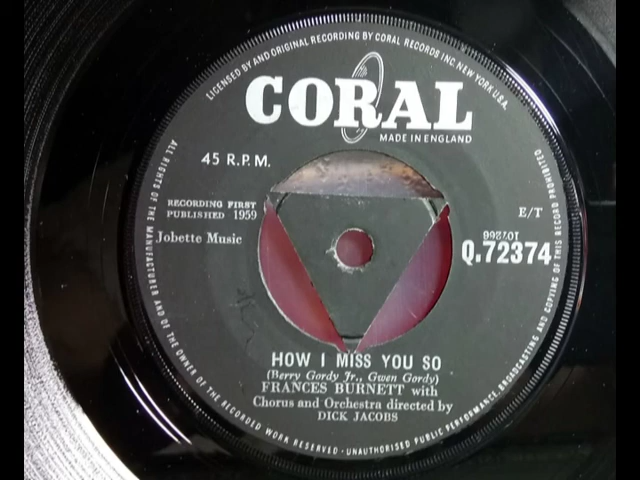 LICENSED BY AND ORIGINAL RECORDING BY CORAL RECORDS INC NEW YORK U.S.A.
CORAL
MADE IN ENGLAND
45 R.P.M.
RECORDING FIRST
PUBLISHED 1959
Jobette Music
E/T
107266
Q.72374
HOW I MISS YOU SO
(Berry Gordy Jr., Gwen Gordy)
FRANCES BURNETT with
Chorus and Orchestra directed by
DICK JACOBS
ALL RIGHTS OF THE MANUFACTURER AND OF THE OWNER OF THE RECORDED WORK RESERVED - UNAUTHORISED PUBLIC PERFORMANCE, BROADCASTING AND COPYING OF THIS RECORD PROHIBITED